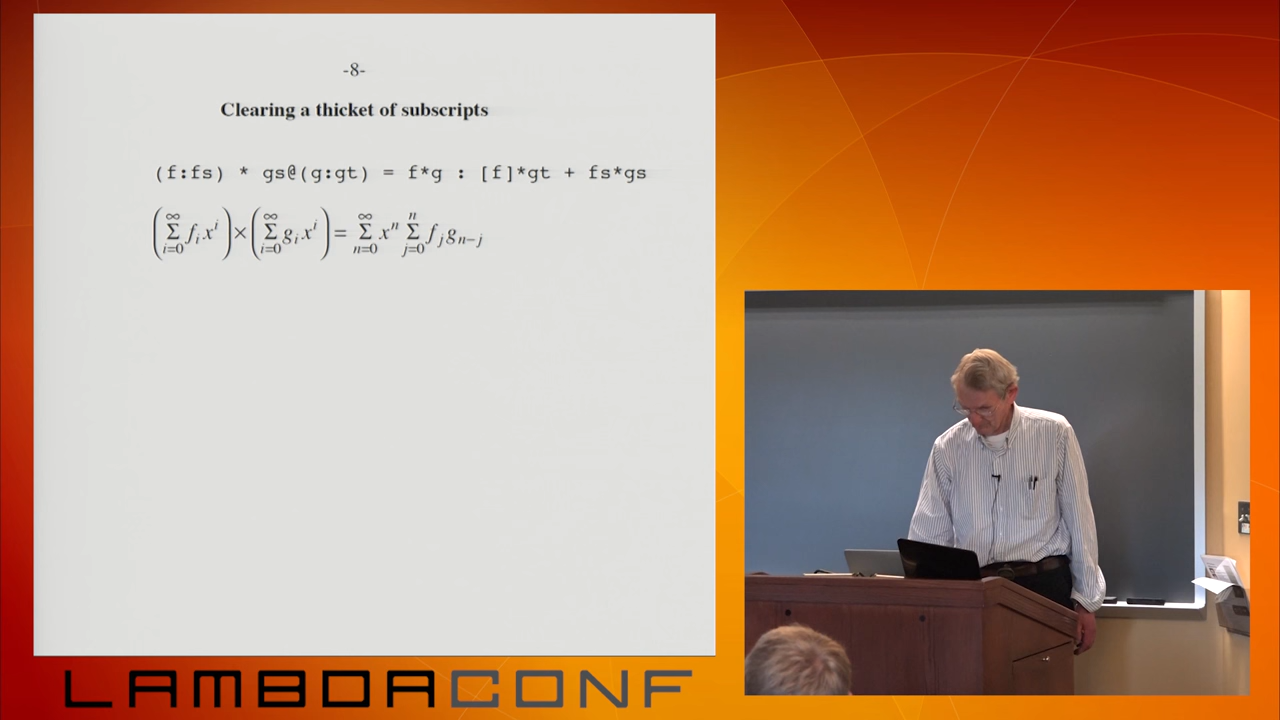 -8-
Clearing a thicket of subscripts
(f:fs) * gs@(g:gt) = f*g : [f]*gt + fs*gs
(∑_{i=0}^{∞} f_i x^i) × (∑_{i=0}^{∞} g_i x^i) = ∑_{n=0}^{∞} x^n ∑_{j=0}^{n} f_j g_{n−j}
LAMBDACONF